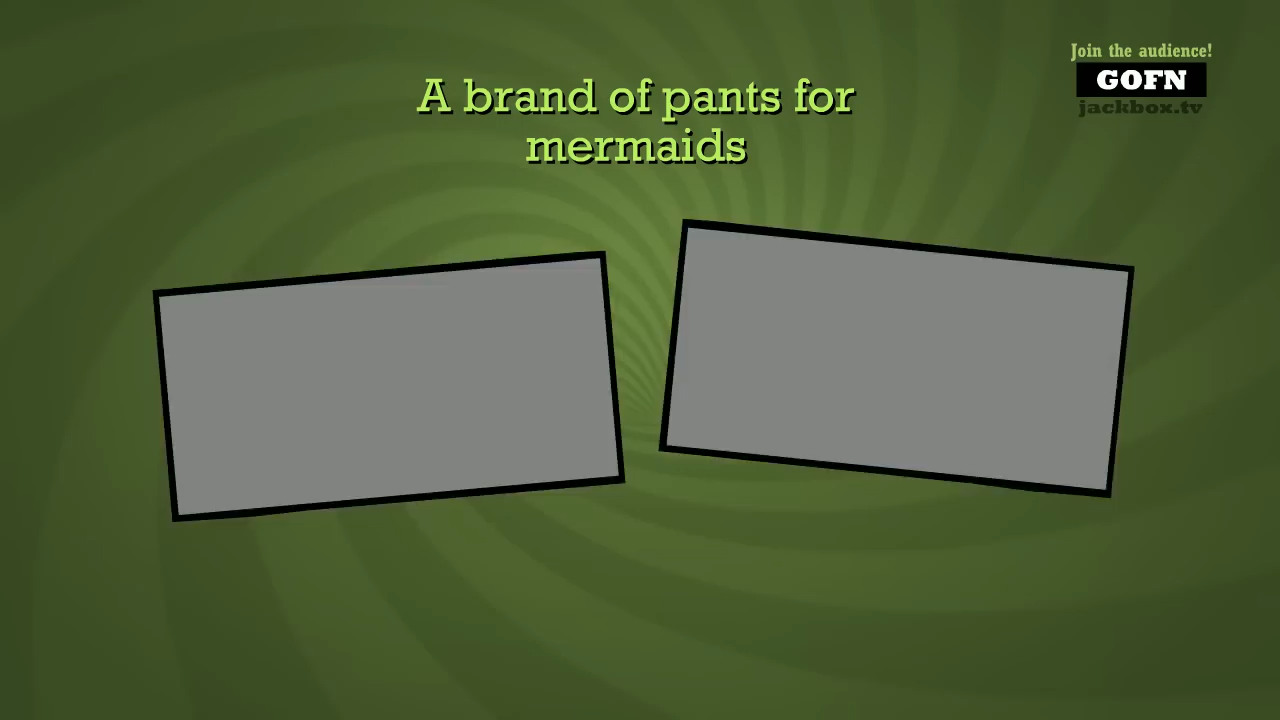 Join the audience!
GOFN
jackbox.tv
A brand of pants for
mermaids